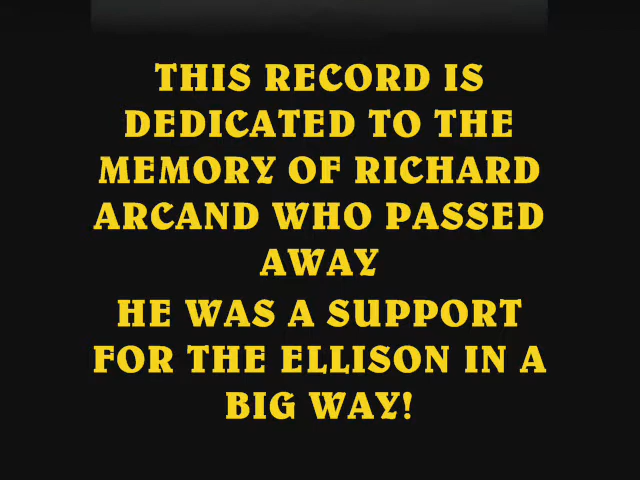 THIS RECORD IS
DEDICATED TO THE
MEMORY OF RICHARD
ARCAND WHO PASSED
AWAY
HE WAS A SUPPORT
FOR THE ELLISON IN A
BIG WAY!